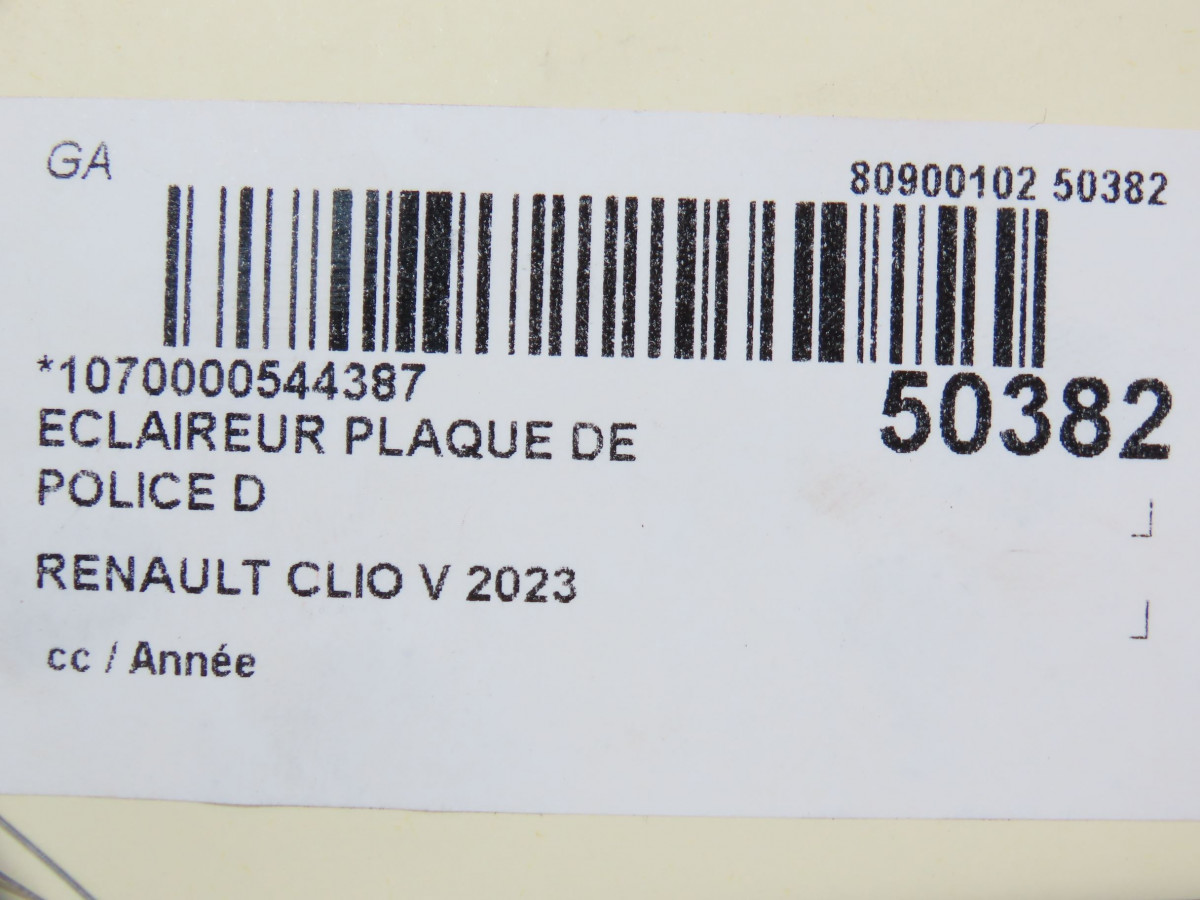 GA
80900102 50382
*1070000544387
50382
ECLAIREUR PLAQUE DE
POLICE D
RENAULT CLIO V 2023
cc / Année